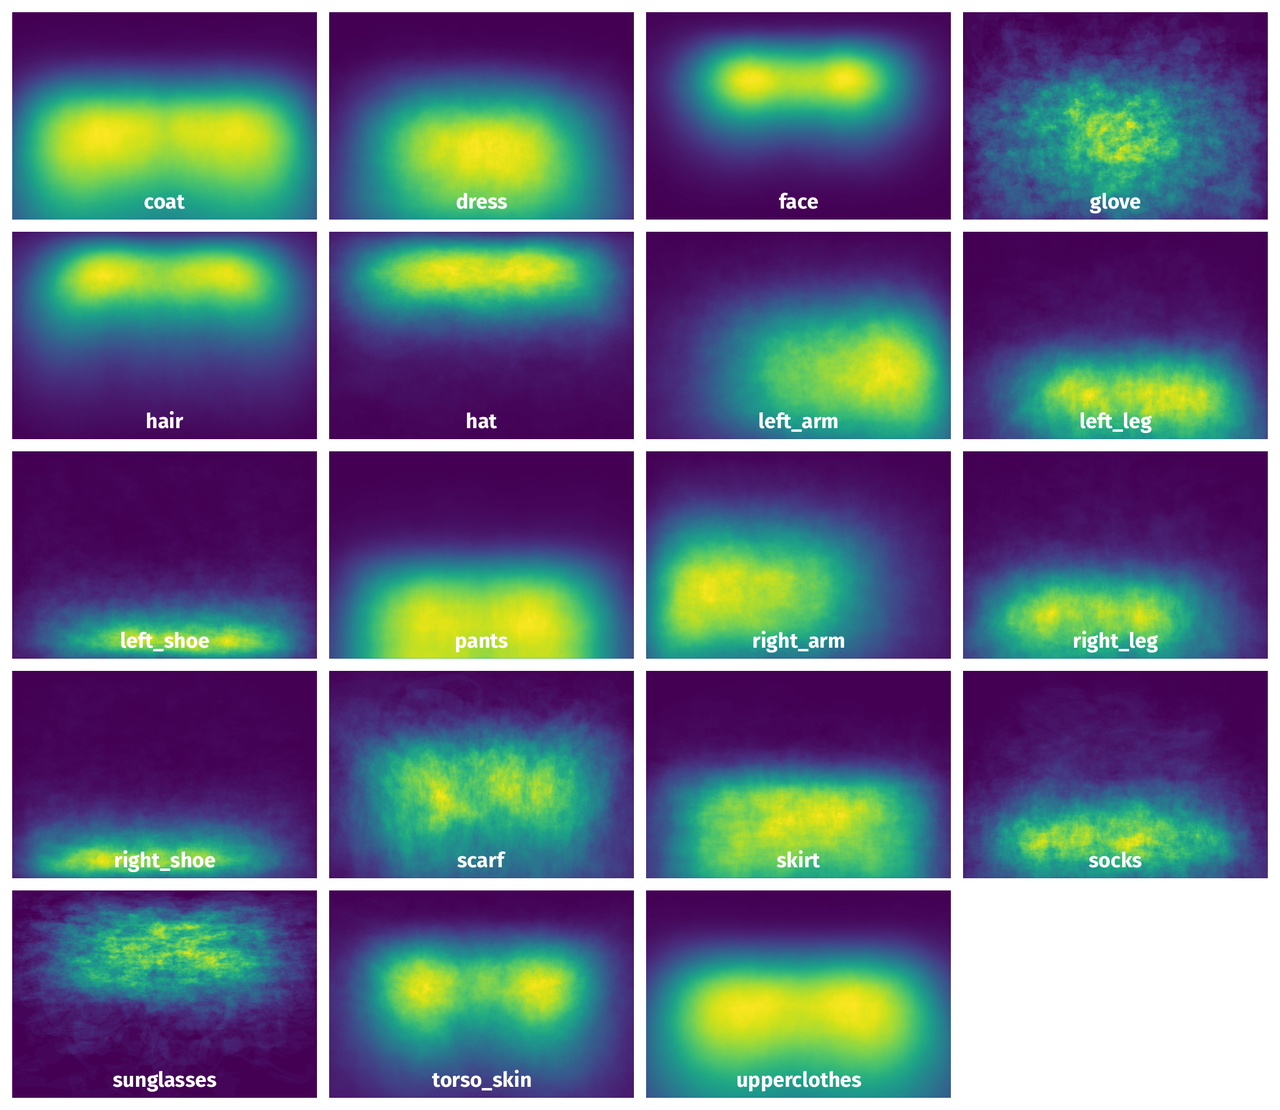 coat
dress
face
glove
hair
hat
left_arm
left_leg
left_shoe
pants
right_arm
right_leg
right_shoe
scarf
skirt
socks
sunglasses
torso_skin
upperclothes